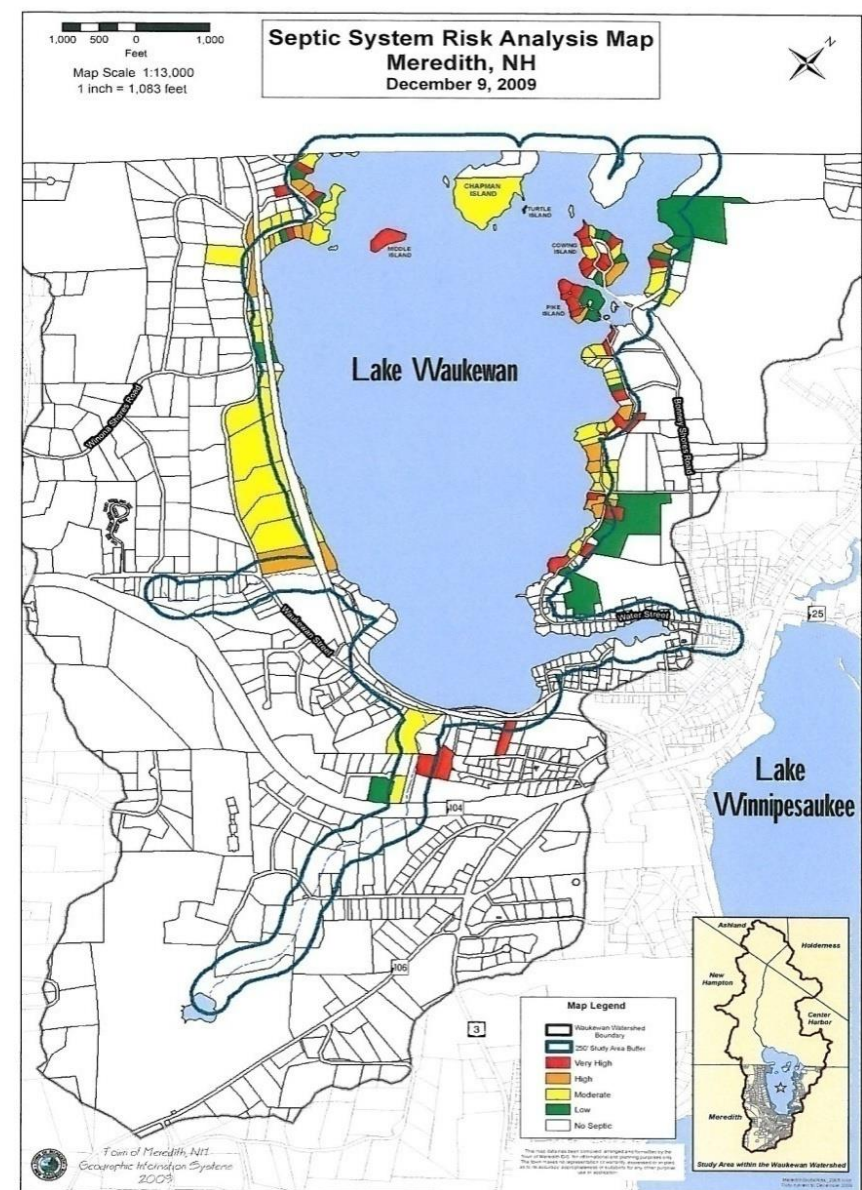 Septic System Risk Analysis Map
Meredith, NH
December 9, 2009
1,000 500 0 1,000
Feet
Map Scale 1:13,000
1 inch = 1,083 feet
N
CHAPMAN
ISLAND
TURTLE
ISLAND
MIDDLE
ISLAND
COWING
ISLAND
PIKE
ISLAND
Lake Waukewan
Winona Shores Road
Bonney Shores Road
Waukewan Street
Water Street
25
Lake
Winnipesaukee
104
106
3
Map Legend
Waukewan Watershed
Boundary
250' Study Area Buffer
Very High
High
Moderate
Low
No Septic
Ashland
Holderness
New
Hampton
Center
Harbor
Meredith
Study Area within the Waukewan Watershed
Town of Meredith, NH
Geographic Information Systems
2009